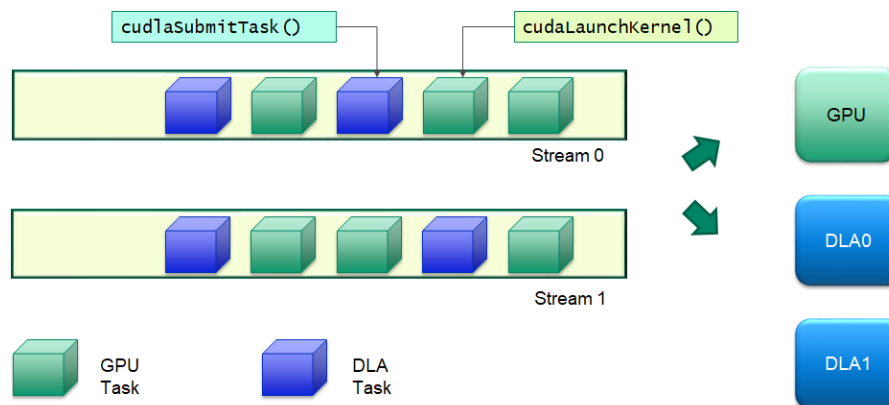 cudlaSubmitTask()
cudaLaunchKernel()
Stream 0
GPU
DLA0
Stream 1
DLA1
GPU
Task
DLA
Task